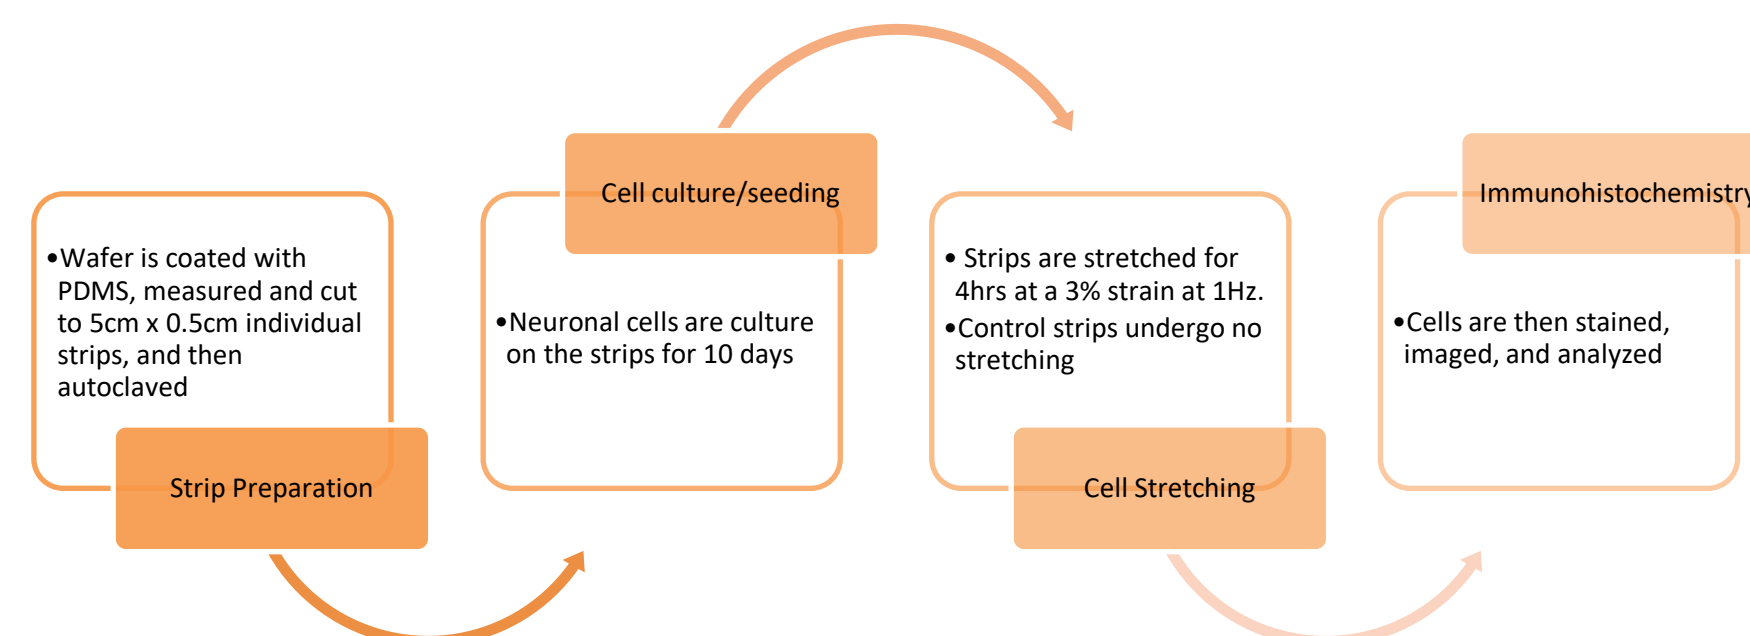 •Wafer is coated with
PDMS, measured and cut
to 5cm x 0.5cm individual
strips, and then
autoclaved
Strip Preparation
Cell culture/seeding
•Neuronal cells are culture
on the strips for 10 days
• Strips are stretched for
4hrs at a 3% strain at 1Hz.
•Control strips undergo no
stretching
Cell Stretching
Immunohistochemistry
•Cells are then stained,
imaged, and analyzed